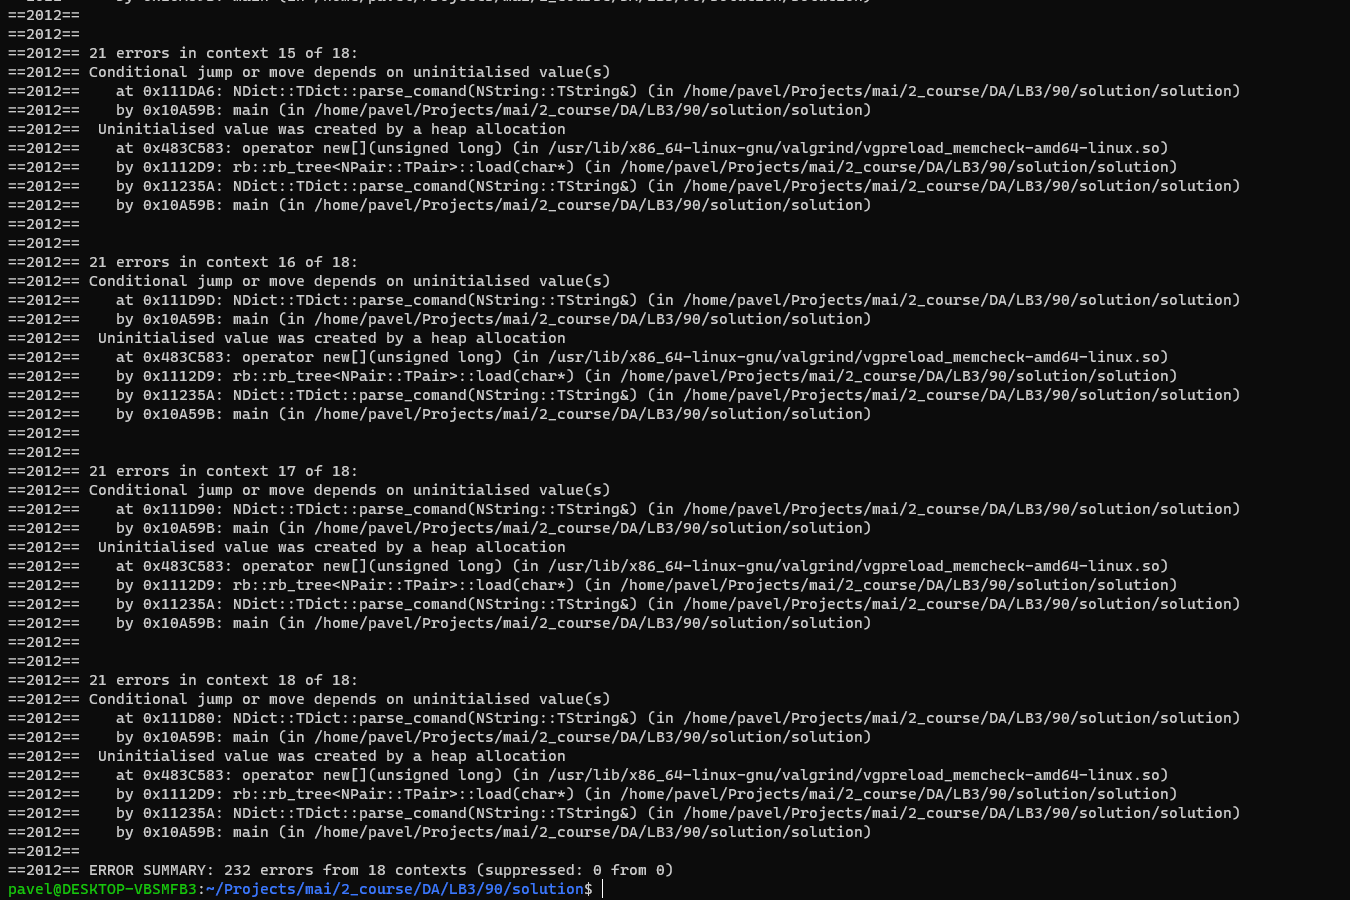 ==2012==
==2012==
==2012== 21 errors in context 15 of 18:
==2012== Conditional jump or move depends on uninitialised value(s)
==2012==    at 0x111DA6: NDict::TDict::parse_comand(NString::TString&) (in /home/pavel/Projects/mai/2_course/DA/LB3/90/solution/solution)
==2012==    by 0x10A59B: main (in /home/pavel/Projects/mai/2_course/DA/LB3/90/solution/solution)
==2012==  Uninitialised value was created by a heap allocation
==2012==    at 0x483C583: operator new[](unsigned long) (in /usr/lib/x86_64-linux-gnu/valgrind/vgpreload_memcheck-amd64-linux.so)
==2012==    by 0x1112D9: rb::rb_tree<NPair::TPair>::load(char*) (in /home/pavel/Projects/mai/2_course/DA/LB3/90/solution/solution)
==2012==    by 0x11235A: NDict::TDict::parse_comand(NString::TString&) (in /home/pavel/Projects/mai/2_course/DA/LB3/90/solution/solution)
==2012==    by 0x10A59B: main (in /home/pavel/Projects/mai/2_course/DA/LB3/90/solution/solution)
==2012==
==2012==
==2012== 21 errors in context 16 of 18:
==2012== Conditional jump or move depends on uninitialised value(s)
==2012==    at 0x111D9D: NDict::TDict::parse_comand(NString::TString&) (in /home/pavel/Projects/mai/2_course/DA/LB3/90/solution/solution)
==2012==    by 0x10A59B: main (in /home/pavel/Projects/mai/2_course/DA/LB3/90/solution/solution)
==2012==  Uninitialised value was created by a heap allocation
==2012==    at 0x483C583: operator new[](unsigned long) (in /usr/lib/x86_64-linux-gnu/valgrind/vgpreload_memcheck-amd64-linux.so)
==2012==    by 0x1112D9: rb::rb_tree<NPair::TPair>::load(char*) (in /home/pavel/Projects/mai/2_course/DA/LB3/90/solution/solution)
==2012==    by 0x11235A: NDict::TDict::parse_comand(NString::TString&) (in /home/pavel/Projects/mai/2_course/DA/LB3/90/solution/solution)
==2012==    by 0x10A59B: main (in /home/pavel/Projects/mai/2_course/DA/LB3/90/solution/solution)
==2012==
==2012==
==2012== 21 errors in context 17 of 18:
==2012== Conditional jump or move depends on uninitialised value(s)
==2012==    at 0x111D90: NDict::TDict::parse_comand(NString::TString&) (in /home/pavel/Projects/mai/2_course/DA/LB3/90/solution/solution)
==2012==    by 0x10A59B: main (in /home/pavel/Projects/mai/2_course/DA/LB3/90/solution/solution)
==2012==  Uninitialised value was created by a heap allocation
==2012==    at 0x483C583: operator new[](unsigned long) (in /usr/lib/x86_64-linux-gnu/valgrind/vgpreload_memcheck-amd64-linux.so)
==2012==    by 0x1112D9: rb::rb_tree<NPair::TPair>::load(char*) (in /home/pavel/Projects/mai/2_course/DA/LB3/90/solution/solution)
==2012==    by 0x11235A: NDict::TDict::parse_comand(NString::TString&) (in /home/pavel/Projects/mai/2_course/DA/LB3/90/solution/solution)
==2012==    by 0x10A59B: main (in /home/pavel/Projects/mai/2_course/DA/LB3/90/solution/solution)
==2012==
==2012==
==2012== 21 errors in context 18 of 18:
==2012== Conditional jump or move depends on uninitialised value(s)
==2012==    at 0x111D80: NDict::TDict::parse_comand(NString::TString&) (in /home/pavel/Projects/mai/2_course/DA/LB3/90/solution/solution)
==2012==    by 0x10A59B: main (in /home/pavel/Projects/mai/2_course/DA/LB3/90/solution/solution)
==2012==  Uninitialised value was created by a heap allocation
==2012==    at 0x483C583: operator new[](unsigned long) (in /usr/lib/x86_64-linux-gnu/valgrind/vgpreload_memcheck-amd64-linux.so)
==2012==    by 0x1112D9: rb::rb_tree<NPair::TPair>::load(char*) (in /home/pavel/Projects/mai/2_course/DA/LB3/90/solution/solution)
==2012==    by 0x11235A: NDict::TDict::parse_comand(NString::TString&) (in /home/pavel/Projects/mai/2_course/DA/LB3/90/solution/solution)
==2012==    by 0x10A59B: main (in /home/pavel/Projects/mai/2_course/DA/LB3/90/solution/solution)
==2012==
==2012== ERROR SUMMARY: 232 errors from 18 contexts (suppressed: 0 from 0)
pavel@DESKTOP-VBSMFB3:~/Projects/mai/2_course/DA/LB3/90/solution$